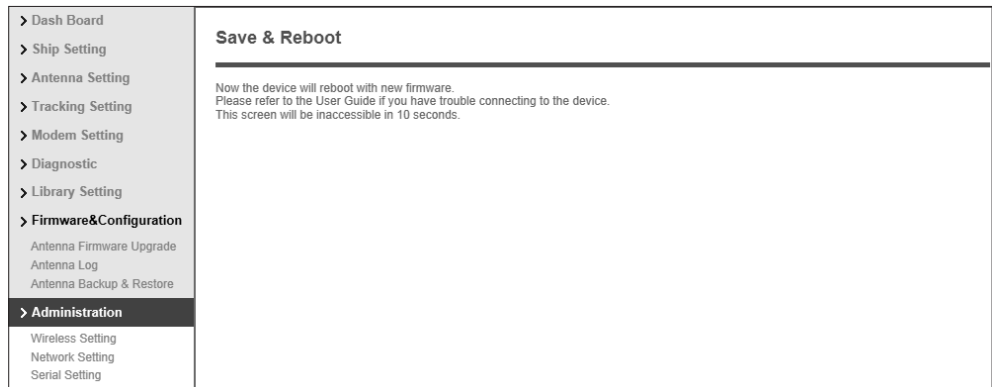 Dash Board
Ship Setting
Antenna Setting
Tracking Setting
Modem Setting
Diagnostic
Library Setting
Firmware&Configuration
Antenna Firmware Upgrade
Antenna Log
Antenna Backup & Restore
Administration
Wireless Setting
Network Setting
Serial Setting
Save & Reboot
Now the device will reboot with new firmware.
Please refer to the User Guide if you have trouble connecting to the device.
This screen will be inaccessible in 10 seconds.